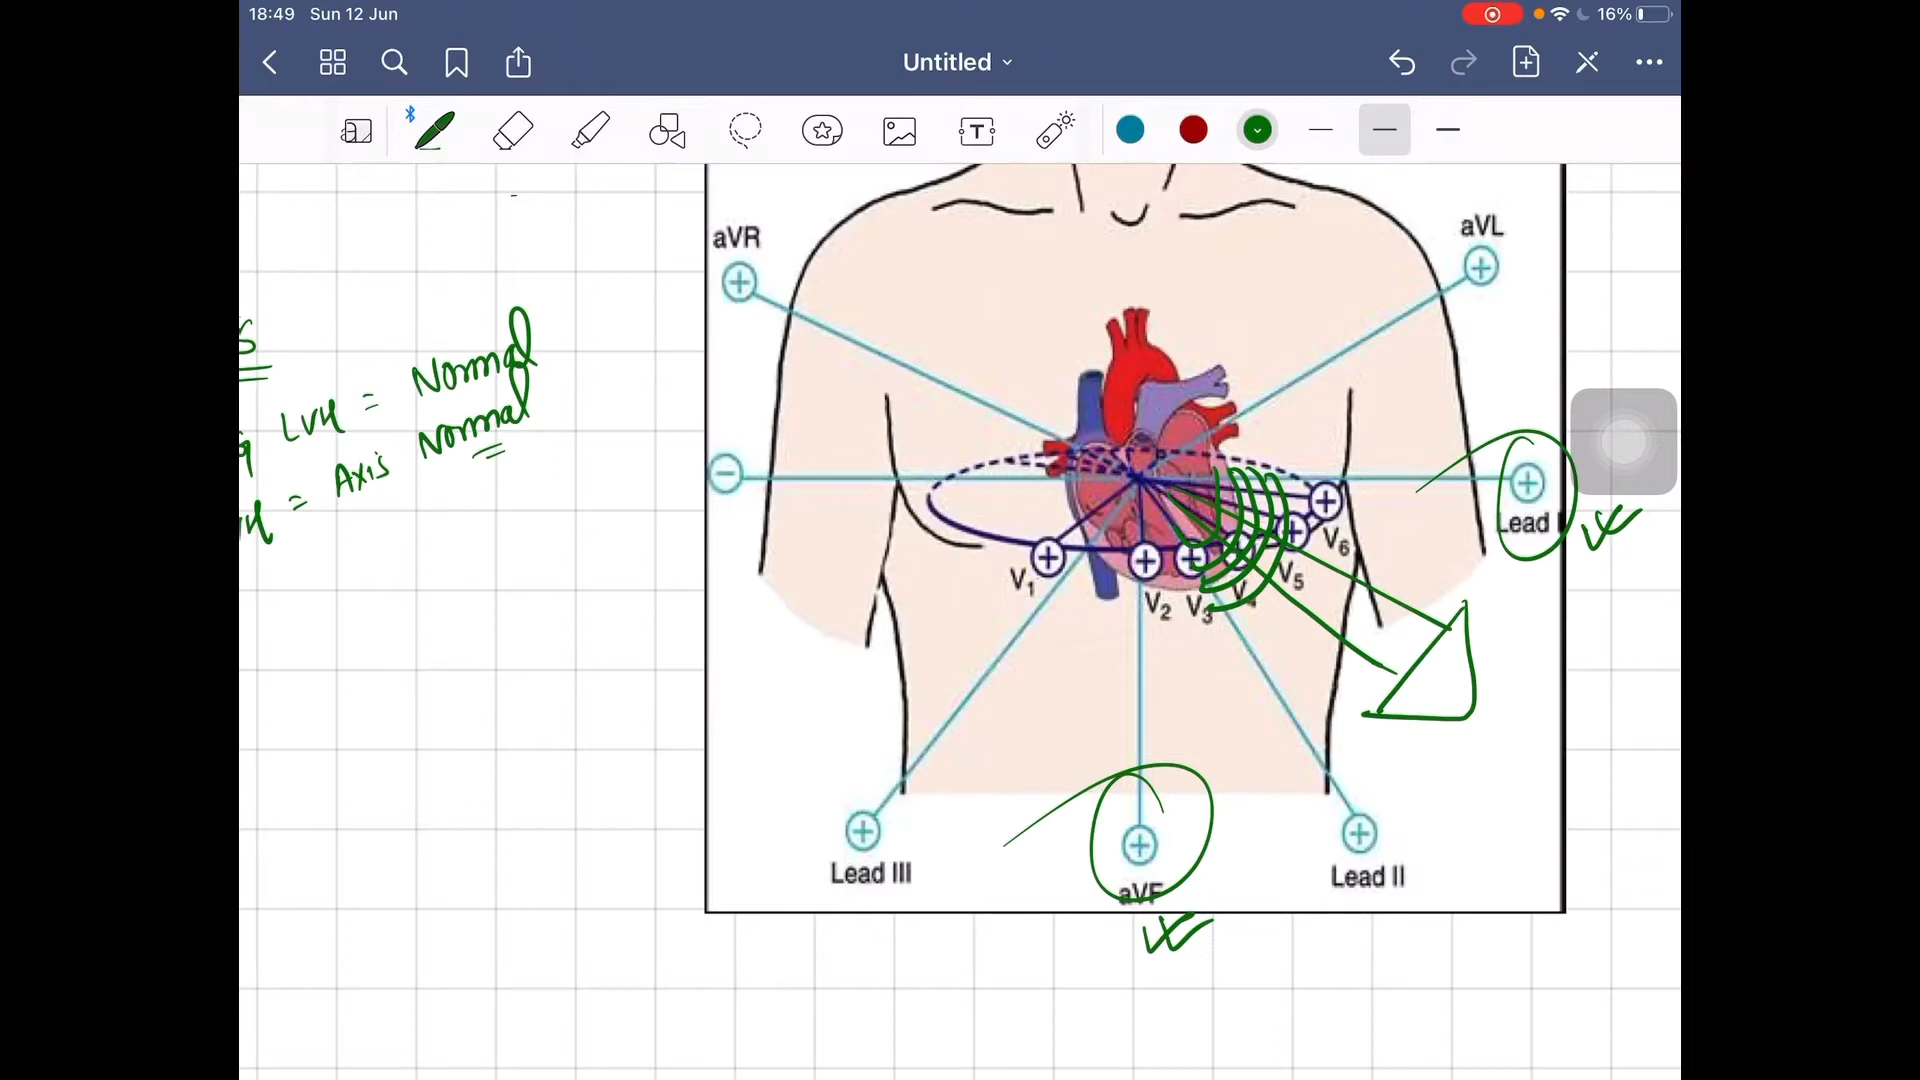 18:49 Sun 12 Jun
16%
Untitled
T
aVR
aVL
S
LVH = Normal
= Axis Normal
Lead I
V6
V5
V1
V2 V3 V4
Lead III
aVF
Lead II